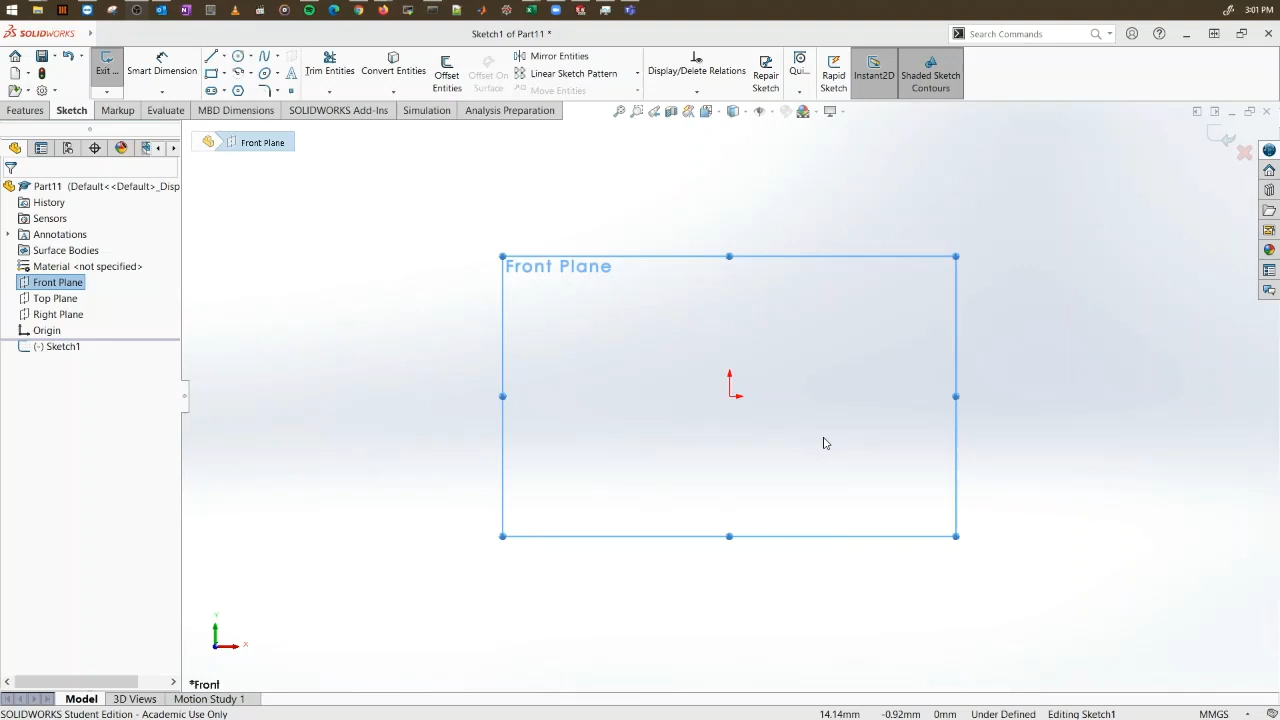 3:01 PM
SOLIDWORKS
Sketch1 of Part11 *
Search Commands
Exit ...
Smart Dimension
Trim Entities
Convert Entities
Offset Entities
Offset On Surface
Mirror Entities
Linear Sketch Pattern
Move Entities
Display/Delete Relations
Repair Sketch
Qui...
Rapid Sketch
Instant2D
Shaded Sketch Contours
Features
Sketch
Markup
Evaluate
MBD Dimensions
SOLIDWORKS Add-Ins
Simulation
Analysis Preparation
Front Plane
Part11 (Default<<Default>_Disp
History
Sensors
Annotations
Surface Bodies
Material <not specified>
Front Plane
Top Plane
Right Plane
Origin
(-) Sketch1
Front Plane
Y
X
*Front
Model
3D Views
Motion Study 1
SOLIDWORKS Student Edition - Academic Use Only
14.14mm
-0.92mm
0mm
Under Defined
Editing Sketch1
MMGS